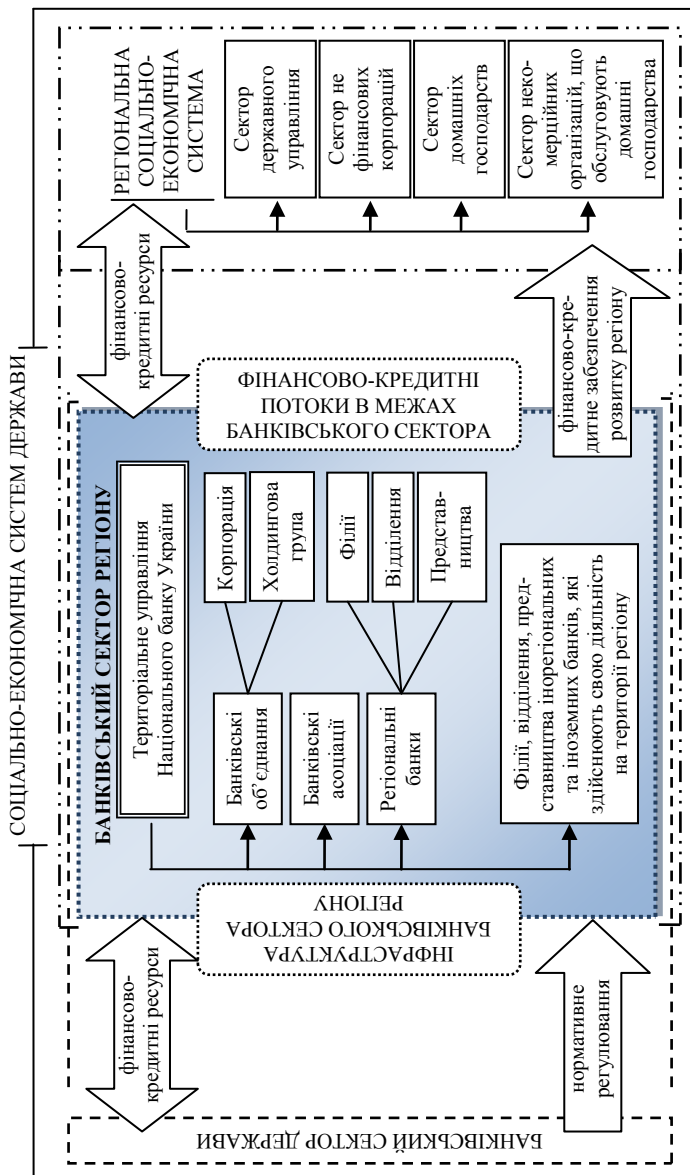 СОЦІАЛЬНО-ЕКОНОМІЧНА СИСТЕМ ДЕРЖАВИ
БАНКІВСЬКИЙ СЕКТОР ДЕРЖАВИ
фінансово-
кредитні ресурси
нормативне
регулювання
ІНФРАСТРУКТУРА
БАНКІВСЬКОГО СЕКТОРА
РЕГІОНУ
БАНКІВСЬКИЙ СЕКТОР РЕГІОНУ
Територіальне управління
Національного банку України
Банківські
об’єднання
Корпорація
Холдингова
група
Банківські
асоціації
Регіональні
банки
Філії
Відділення
Представ-
ництва
Філії, відділення, пред-
ставництва інорегіональних
та іноземних банків, які
здійснюють свою діяльність
на території регіону
ФІНАНСОВО-КРЕДИТНІ
ПОТОКИ В МЕЖАХ
БАНКІВСЬКОГО СЕКТОРА
фінансово-
кредитні ресурси
фінансово-кре-
дитне забезпечення
розвитку регіону
РЕГІОНАЛЬНА
СОЦІАЛЬНО-
ЕКОНОМІЧНА
СИСТЕМА
Сектор
державного
управління
Сектор не
фінансових
корпорацій
Сектор
домашніх
господарств
Сектор неко-
мерційних
організацій, що
обслуговують
домашні
господарства